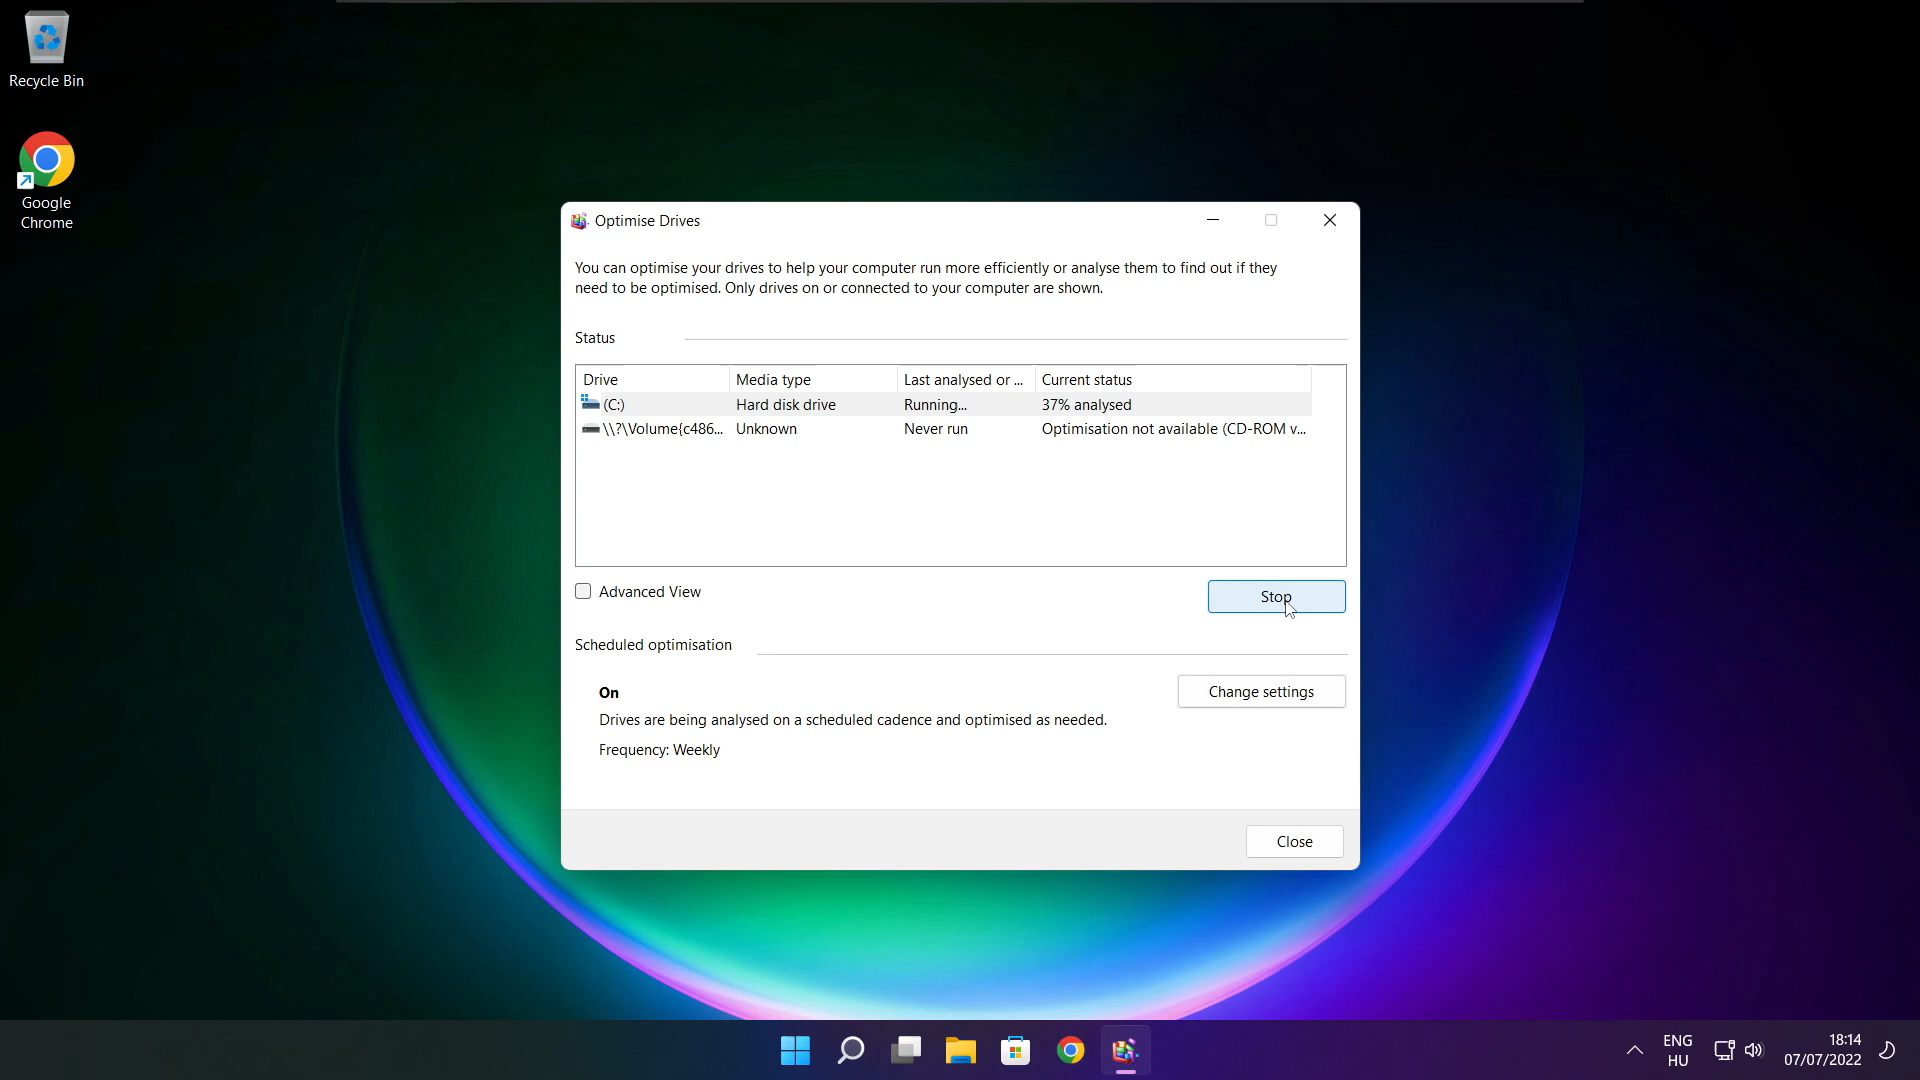 Recycle Bin
Google
Chrome
Optimise Drives
You can optimise your drives to help your computer run more efficiently or analyse them to find out if they
need to be optimised. Only drives on or connected to your computer are shown.
Status
Drive Media type Last analysed or ... Current status
(C:) Hard disk drive Running... 37% analysed
\\?\Volume{c486... Unknown Never run Optimisation not available (CD-ROM v...
Advanced View
Stop
Scheduled optimisation
On
Change settings
Drives are being analysed on a scheduled cadence and optimised as needed.
Frequency: Weekly
Close
ENG
HU
18:14
07/07/2022